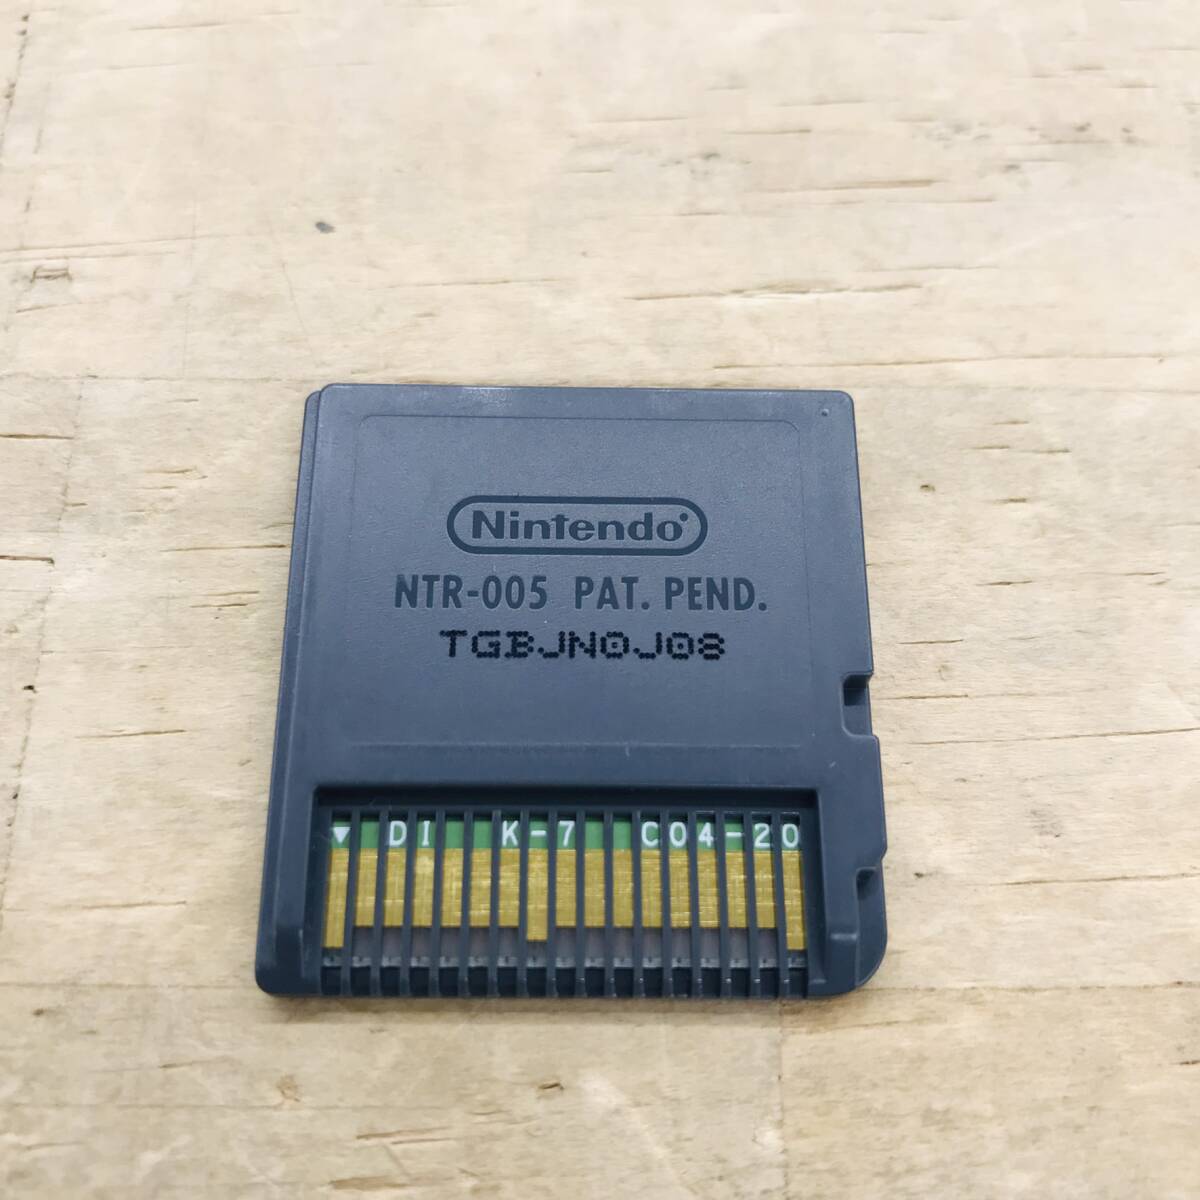 Nintendo
NTR-005 PAT. PEND.
TGBJN0J08
▼ DI K-7 C04-20